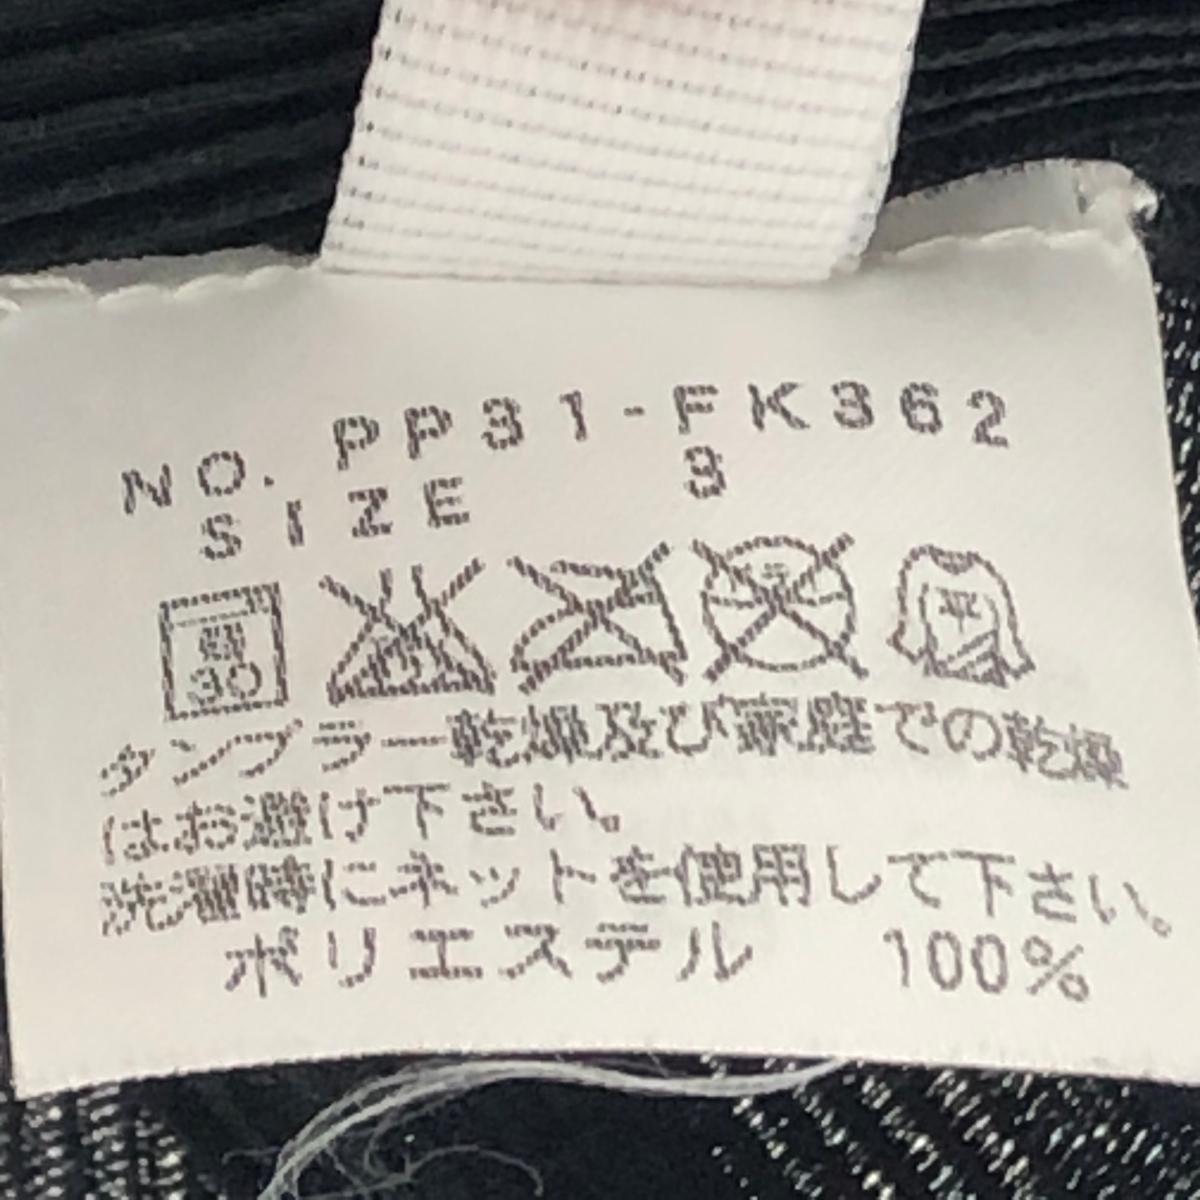 NO. PP31-FK362
SIZE 3
30
平
タンブラー乾燥及び家庭での乾燥
はお避け下さい。
洗濯時にネットを使用して下さい。
ポリエステル 100%